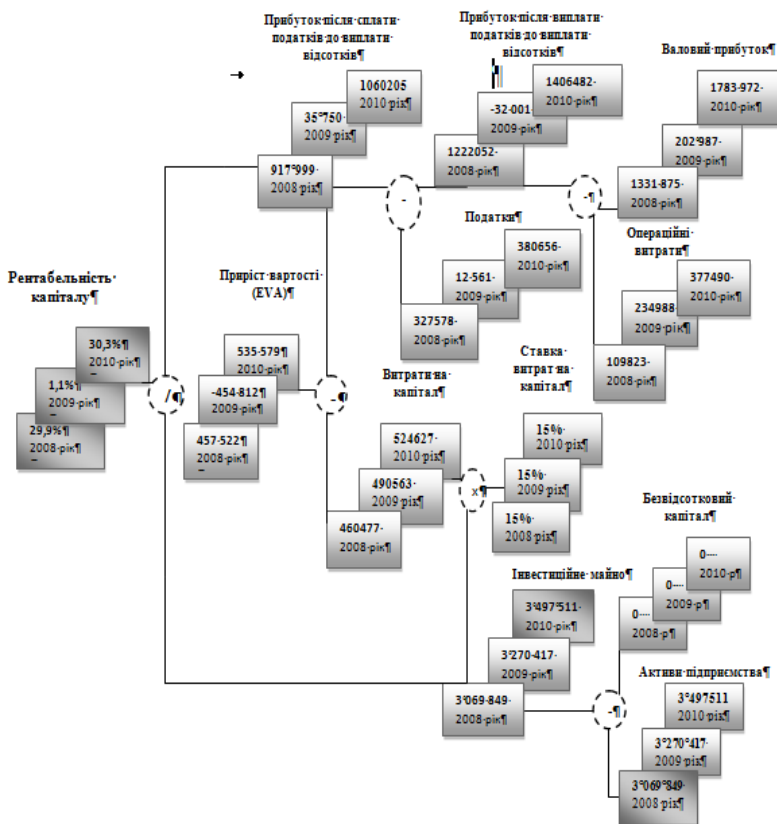 Прибуток·після·сплати·
податків·до·виплати·
відсотків¶
1060205
2010·рік¶
35°750·
2009·рік¶
917°999·
2008·рік¶
Прибуток·після·виплати·
податків·до·виплати·
відсотків¶
1406482·
2010·рік¶
-32·001·
2009·рік¶
1222052·
2008·рік¶
Валовий·прибуток¶
1783·972·
2010·рік¶
202°987·
2009·рік¶
1331·875·
2008·рік¶
-
-¶
Податки¶
380656·
2010·рік¶
12·561·
2009·рік¶
327578·
2008·рік¶
Операційні·
витрати¶
377490·
2010·рік¶
234988·
2009·рік¶
109823·
2008·рік¶
Рентабельність·
капіталу¶
30,3%¶
2010·рік¶
1,1%¶
2009·рік¶
29,9%¶
2008·рік¶
/¶
Приріст·вартості·
(EVA)¶
535·579¶
2010·рік¶
-454·812¶
2009·рік¶
457·522¶
2008·рік¶
-¶
Витрати·на·
капітал¶
524627·
2010·рік¶
490563·
2009·рік¶
460477·
2008·рік¶
x¶
Ставка·
витрат·на·
капітал¶
15%·
2010·рік¶
15%·
2009·рік¶
15%·
2008·рік¶
Безвідсотковий·
капітал¶
0····
2010·р¶
0····
2009·р¶
0····
2008·р¶
Інвестиційне·майно¶
3°497°511·
2010·рік¶
3°270·417·
2009·рік¶
3°069·849·
2008·рік¶
-¶
Активи·підприємства¶
3°497511
2010·рік¶
3°270°417·
2009·рік¶
3°069°849·
2008·рік¶